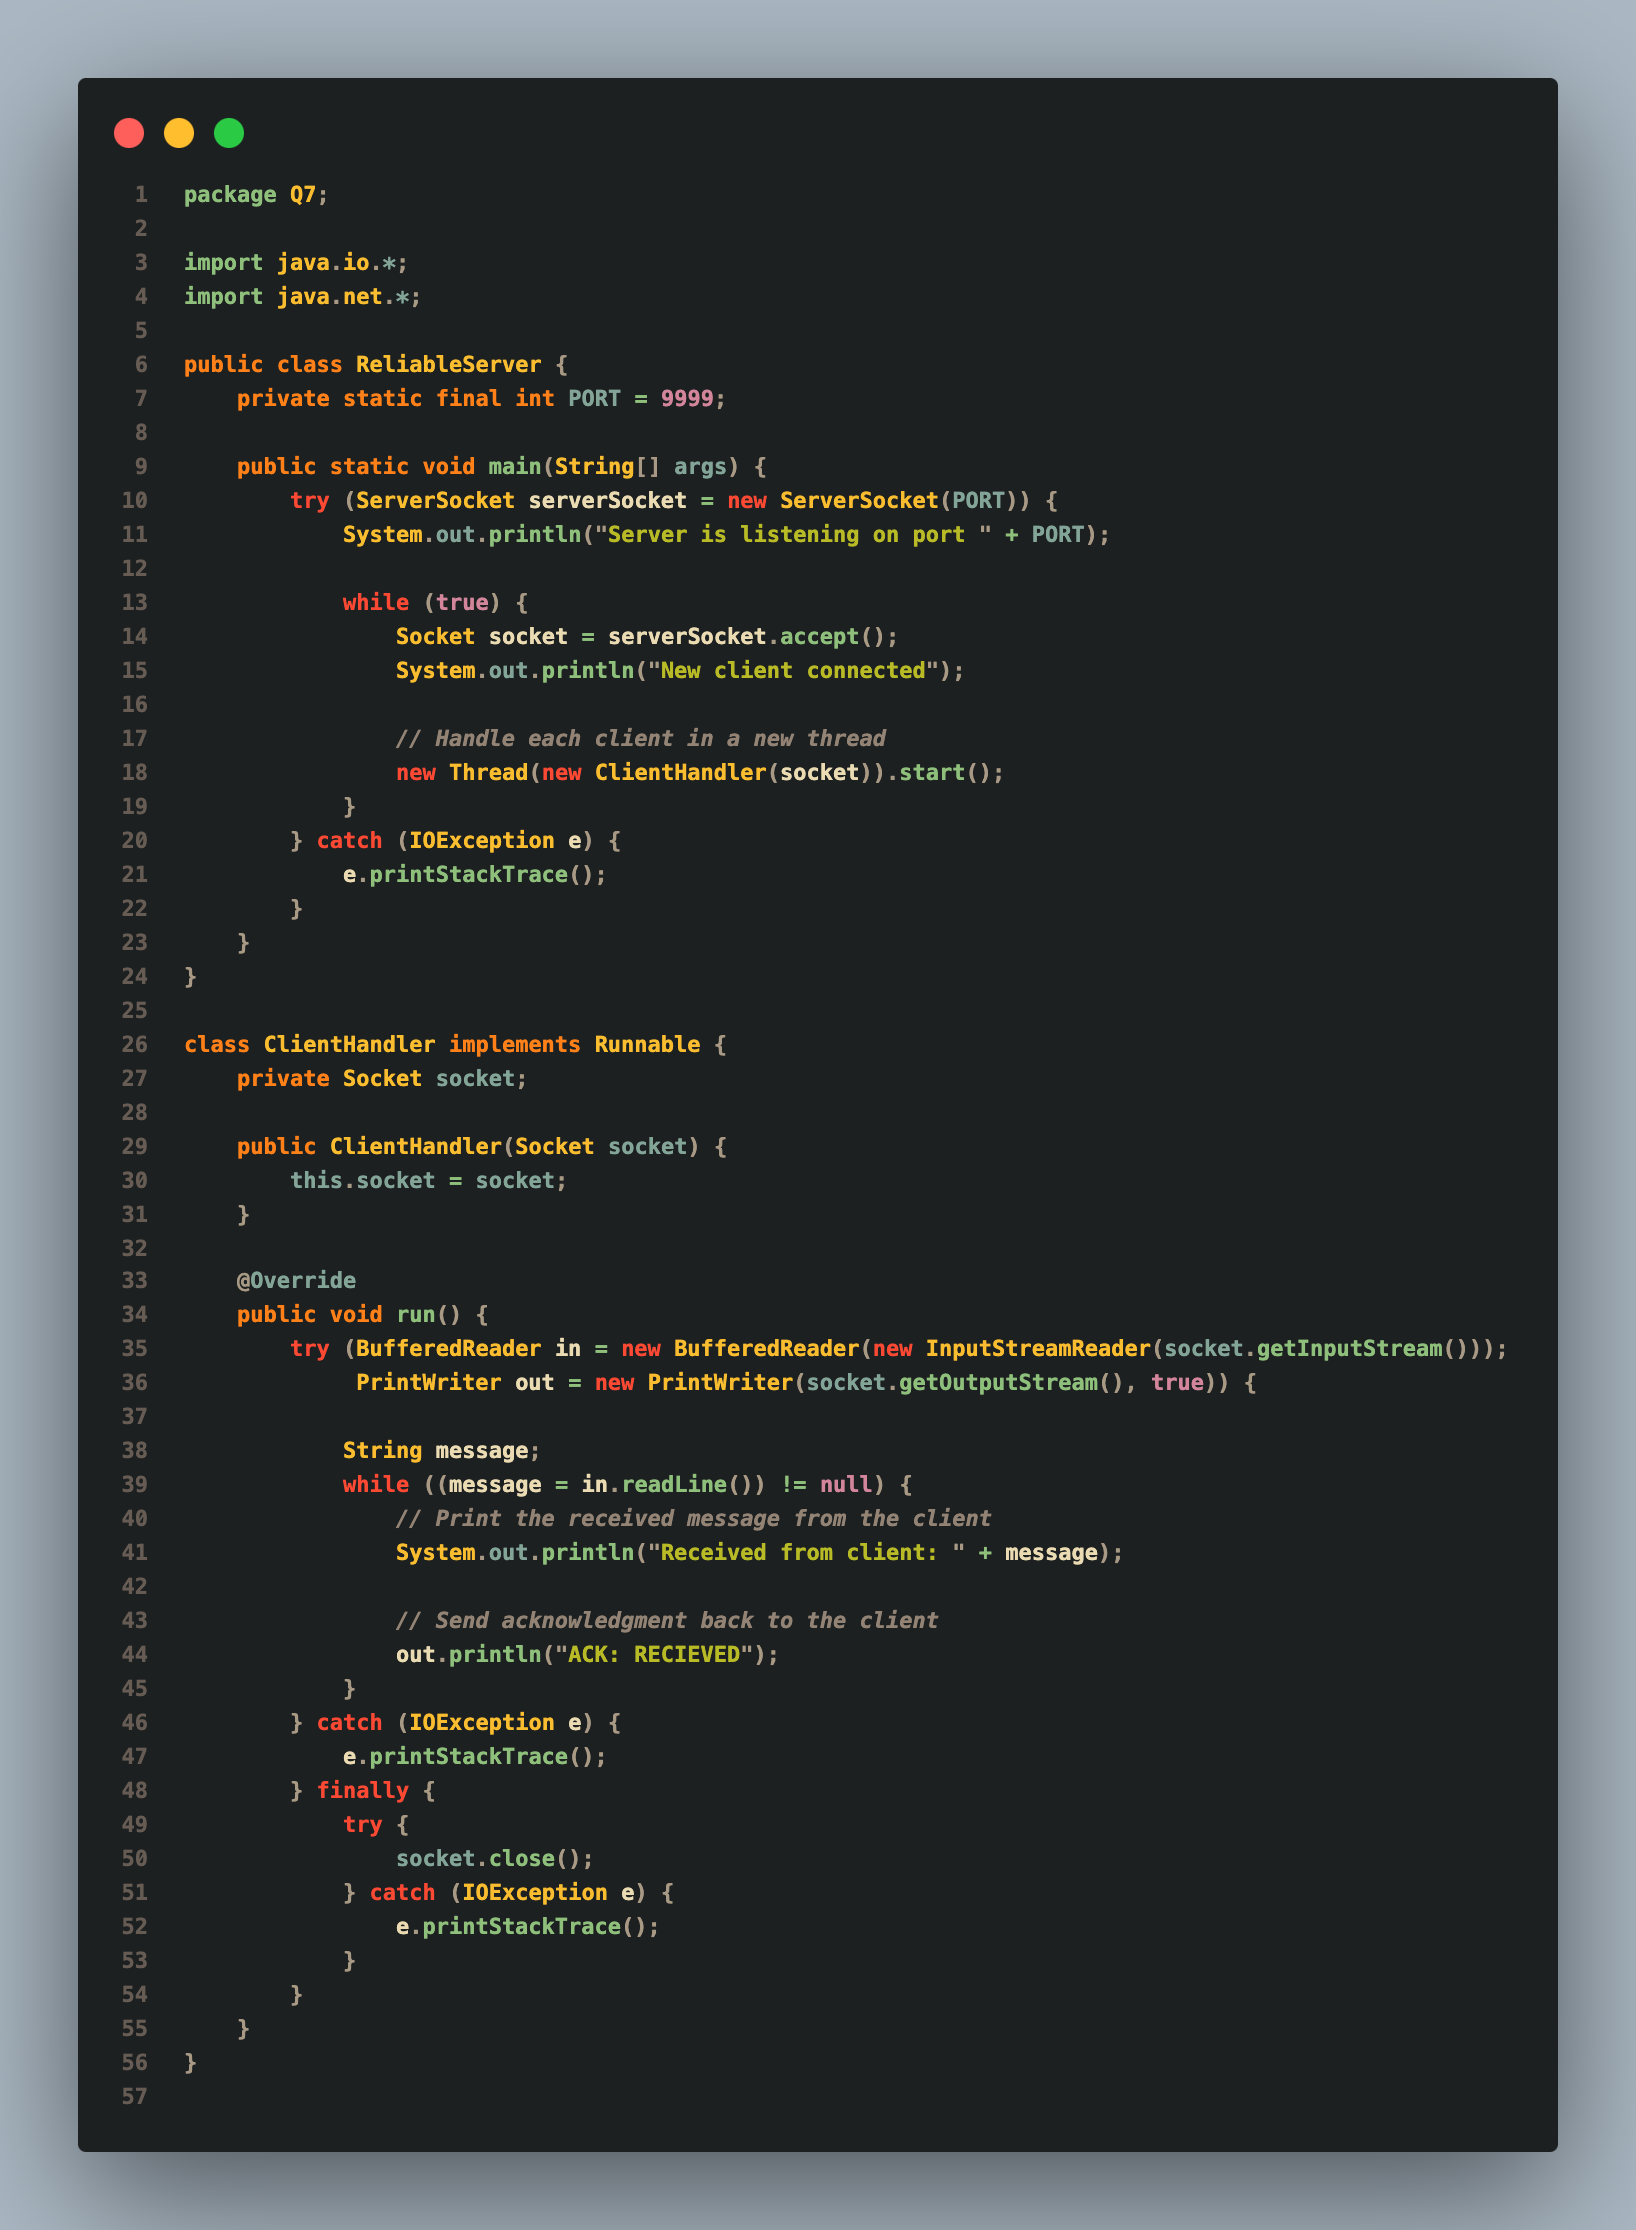 1 package Q7;
2
3 import java.io.*;
4 import java.net.*;
5
6 public class ReliableServer {
7     private static final int PORT = 9999;
8
9     public static void main(String[] args) {
10         try (ServerSocket serverSocket = new ServerSocket(PORT)) {
11             System.out.println("Server is listening on port " + PORT);
12
13             while (true) {
14                 Socket socket = serverSocket.accept();
15                 System.out.println("New client connected");
16
17                 // Handle each client in a new thread
18                 new Thread(new ClientHandler(socket)).start();
19             }
20         } catch (IOException e) {
21             e.printStackTrace();
22         }
23     }
24 }
25
26 class ClientHandler implements Runnable {
27     private Socket socket;
28
29     public ClientHandler(Socket socket) {
30         this.socket = socket;
31     }
32
33     @Override
34     public void run() {
35         try (BufferedReader in = new BufferedReader(new InputStreamReader(socket.getInputStream()));
36              PrintWriter out = new PrintWriter(socket.getOutputStream(), true)) {
37
38             String message;
39             while ((message = in.readLine()) != null) {
40                 // Print the received message from the client
41                 System.out.println("Received from client: " + message);
42
43                 // Send acknowledgment back to the client
44                 out.println("ACK: RECIEVED");
45             }
46         } catch (IOException e) {
47             e.printStackTrace();
48         } finally {
49             try {
50                 socket.close();
51             } catch (IOException e) {
52                 e.printStackTrace();
53             }
54         }
55     }
56 }
57